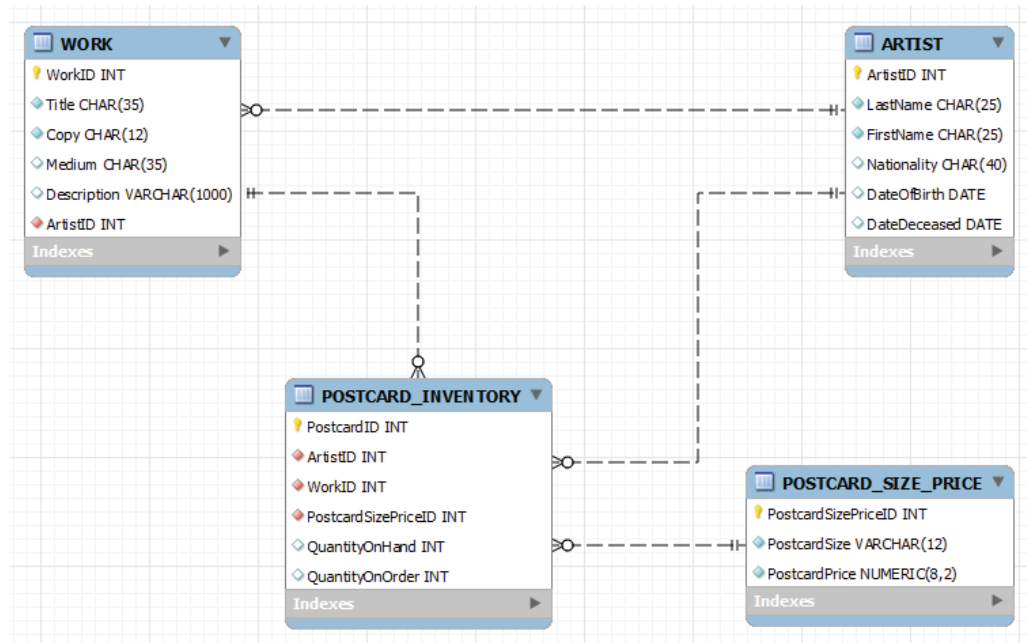 WORK
WorkID INT
Title CHAR(35)
Copy CHAR(12)
Medium CHAR(35)
Description VARCHAR(1000)
ArtistID INT
Indexes
ARTIST
ArtistID INT
LastName CHAR(25)
FirstName CHAR(25)
Nationality CHAR(40)
DateOfBirth DATE
DateDeceased DATE
Indexes
POSTCARD_INVENTORY
PostcardID INT
ArtistID INT
WorkID INT
PostcardSizePriceID INT
QuantityOnHand INT
QuantityOnOrder INT
Indexes
POSTCARD_SIZE_PRICE
PostcardSizePriceID INT
PostcardSize VARCHAR(12)
PostcardPrice NUMERIC(8,2)
Indexes